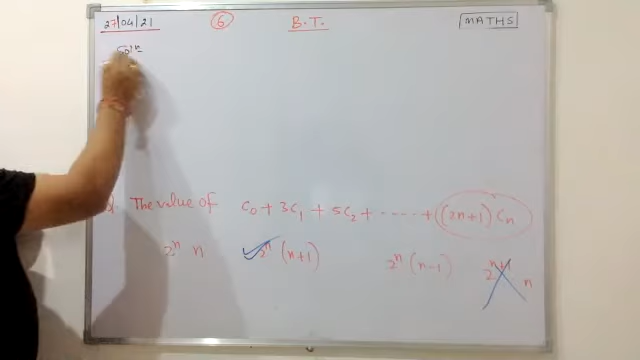 27/04/21 6 B.T. MATHS
Solⁿ
The value of C₀ + 3C₁ + 5C₂ + ----- + (2n+1) Cₙ
2ⁿ n 2ⁿ (n+1) 2ⁿ (n-1) 2ⁿ⁺¹ n